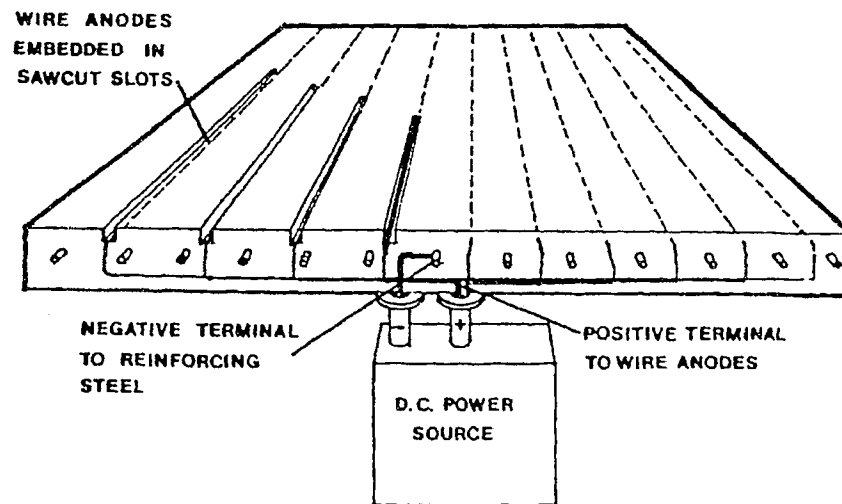 WIRE ANODES
EMBEDDED IN
SAWCUT SLOTS
NEGATIVE TERMINAL
TO REINFORCING
STEEL
-
+
POSITIVE TERMINAL
TO WIRE ANODES
D.C. POWER
SOURCE